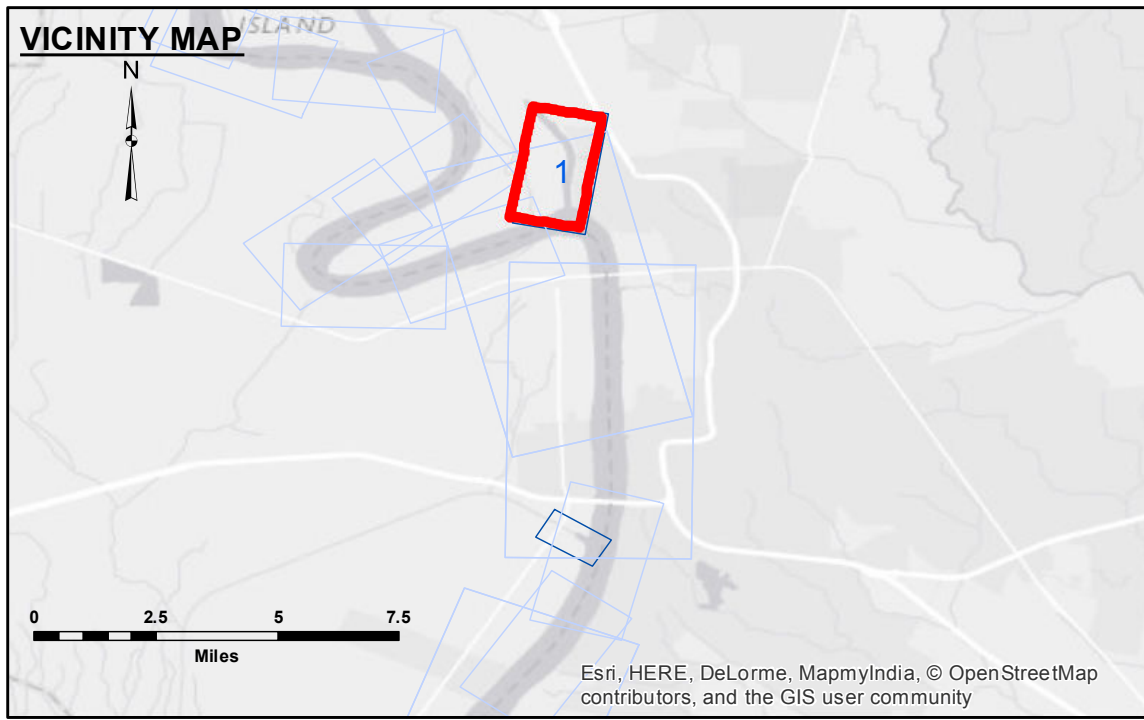 VICINITY MAP
ISLAND
N
1
0 2.5 5 7.5
Miles
Esri, HERE, DeLorme, MapmyIndia, © OpenStreetMap
contributors, and the GIS user community